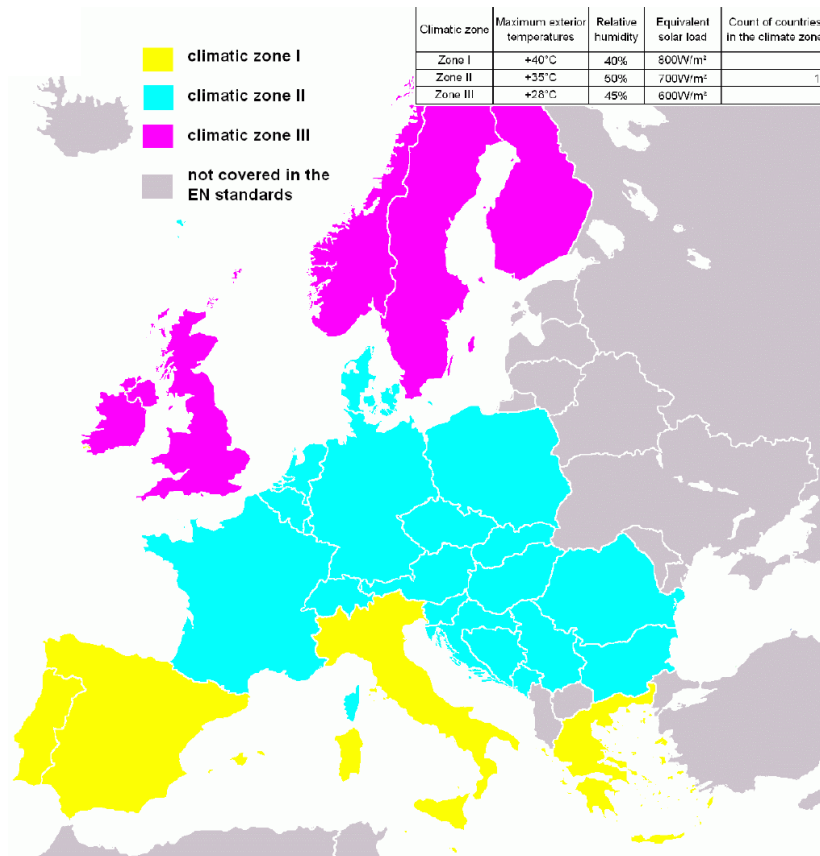 climatic zone I
climatic zone II
climatic zone III
not covered in the
EN standards
Climatic zone Maximum exterior temperatures Relative humidity Equivalent solar load Count of countries in the climate zone
Zone I +40°C 40% 800W/m²
Zone II +35°C 50% 700W/m² 1
Zone III +28°C 45% 600W/m²